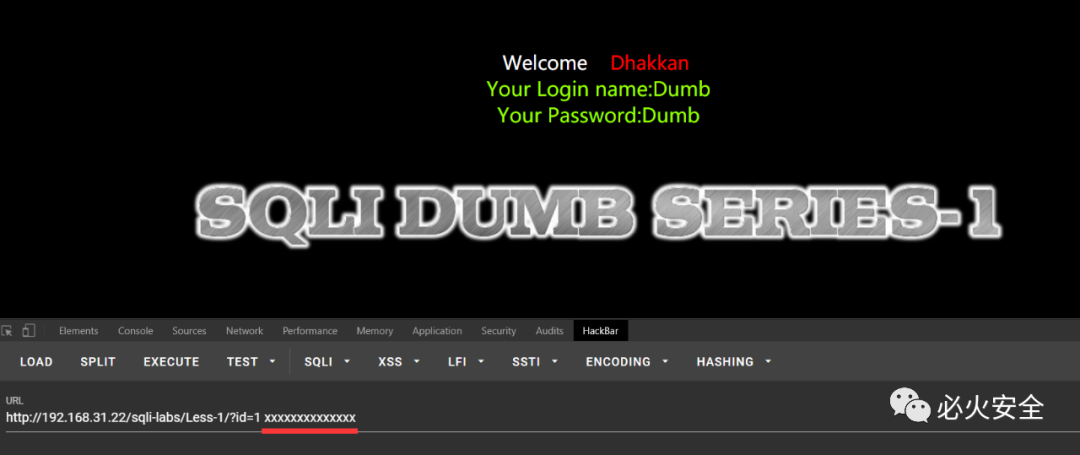 Welcome Dhakkan
Your Login name:Dumb
Your Password:Dumb
SQLI DUMB SERIES-1
Elements Console Sources Network Performance Memory Application Security Audits HackBar
LOAD SPLIT EXECUTE TEST SQLI XSS LFI SSTI ENCODING HASHING
URL
http://192.168.31.22/sqli-labs/Less-1/?id=1 xxxxxxxxxxxxxx
必火安全